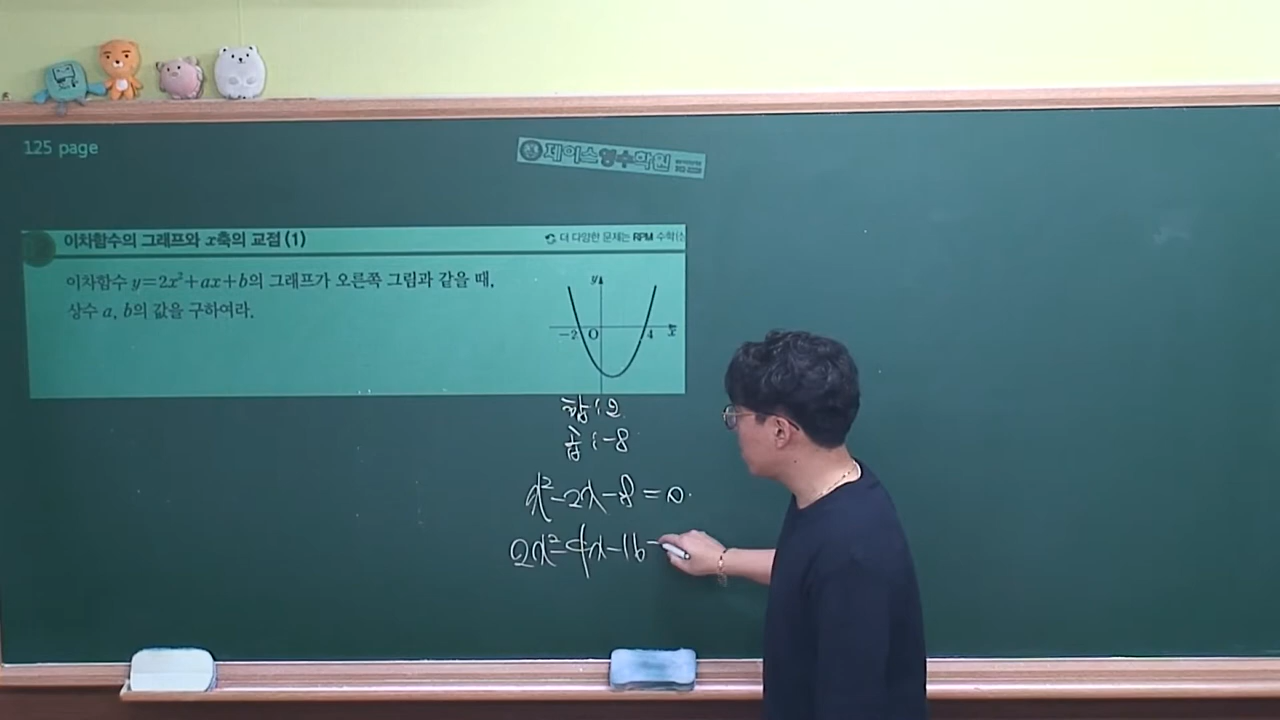 125 page
제이스영수학원
이차함수의 그래프와 x축의 교점 (1)
더 다양한 문제는 RPM 수학(상
이차함수 y=2x²+ax+b의 그래프가 오른쪽 그림과 같을 때,
상수 a, b의 값을 구하여라.
y
-2 O 4 x
합 : 2
곱 : -8
x²-2x-8=0.
2x²-4x-16